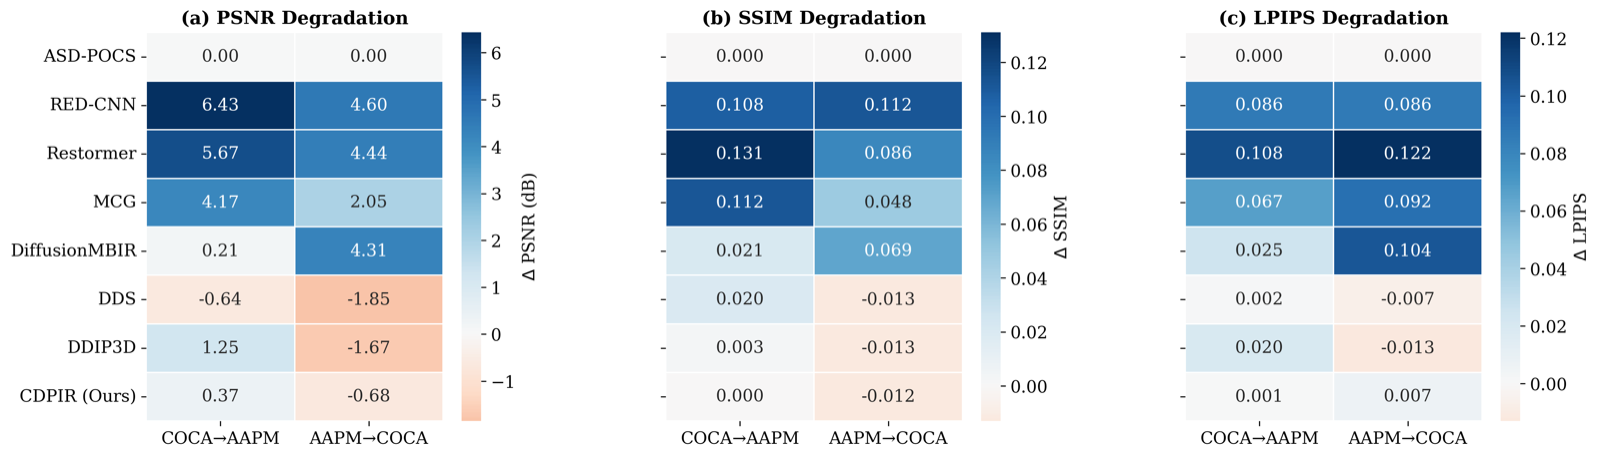 (a) PSNR Degradation
ASD-POCS 0.00 0.00
RED-CNN 6.43 4.60
Restormer 5.67 4.44
MCG 4.17 2.05
DiffusionMBIR 0.21 4.31
DDS -0.64 -1.85
DDIP3D 1.25 -1.67
CDPIR (Ours) 0.37 -0.68
COCA→AAPM AAPM→COCA
6
5
4
3
2
1
0
−1
Δ PSNR (dB)
(b) SSIM Degradation
0.000 0.000
0.108 0.112
0.131 0.086
0.112 0.048
0.021 0.069
0.020 -0.013
0.003 -0.013
0.000 -0.012
COCA→AAPM AAPM→COCA
0.12
0.10
0.08
0.06
0.04
0.02
0.00
Δ SSIM
(c) LPIPS Degradation
0.000 0.000
0.086 0.086
0.108 0.122
0.067 0.092
0.025 0.104
0.002 -0.007
0.020 -0.013
0.001 0.007
COCA→AAPM AAPM→COCA
0.12
0.10
0.08
0.06
0.04
0.02
0.00
Δ LPIPS